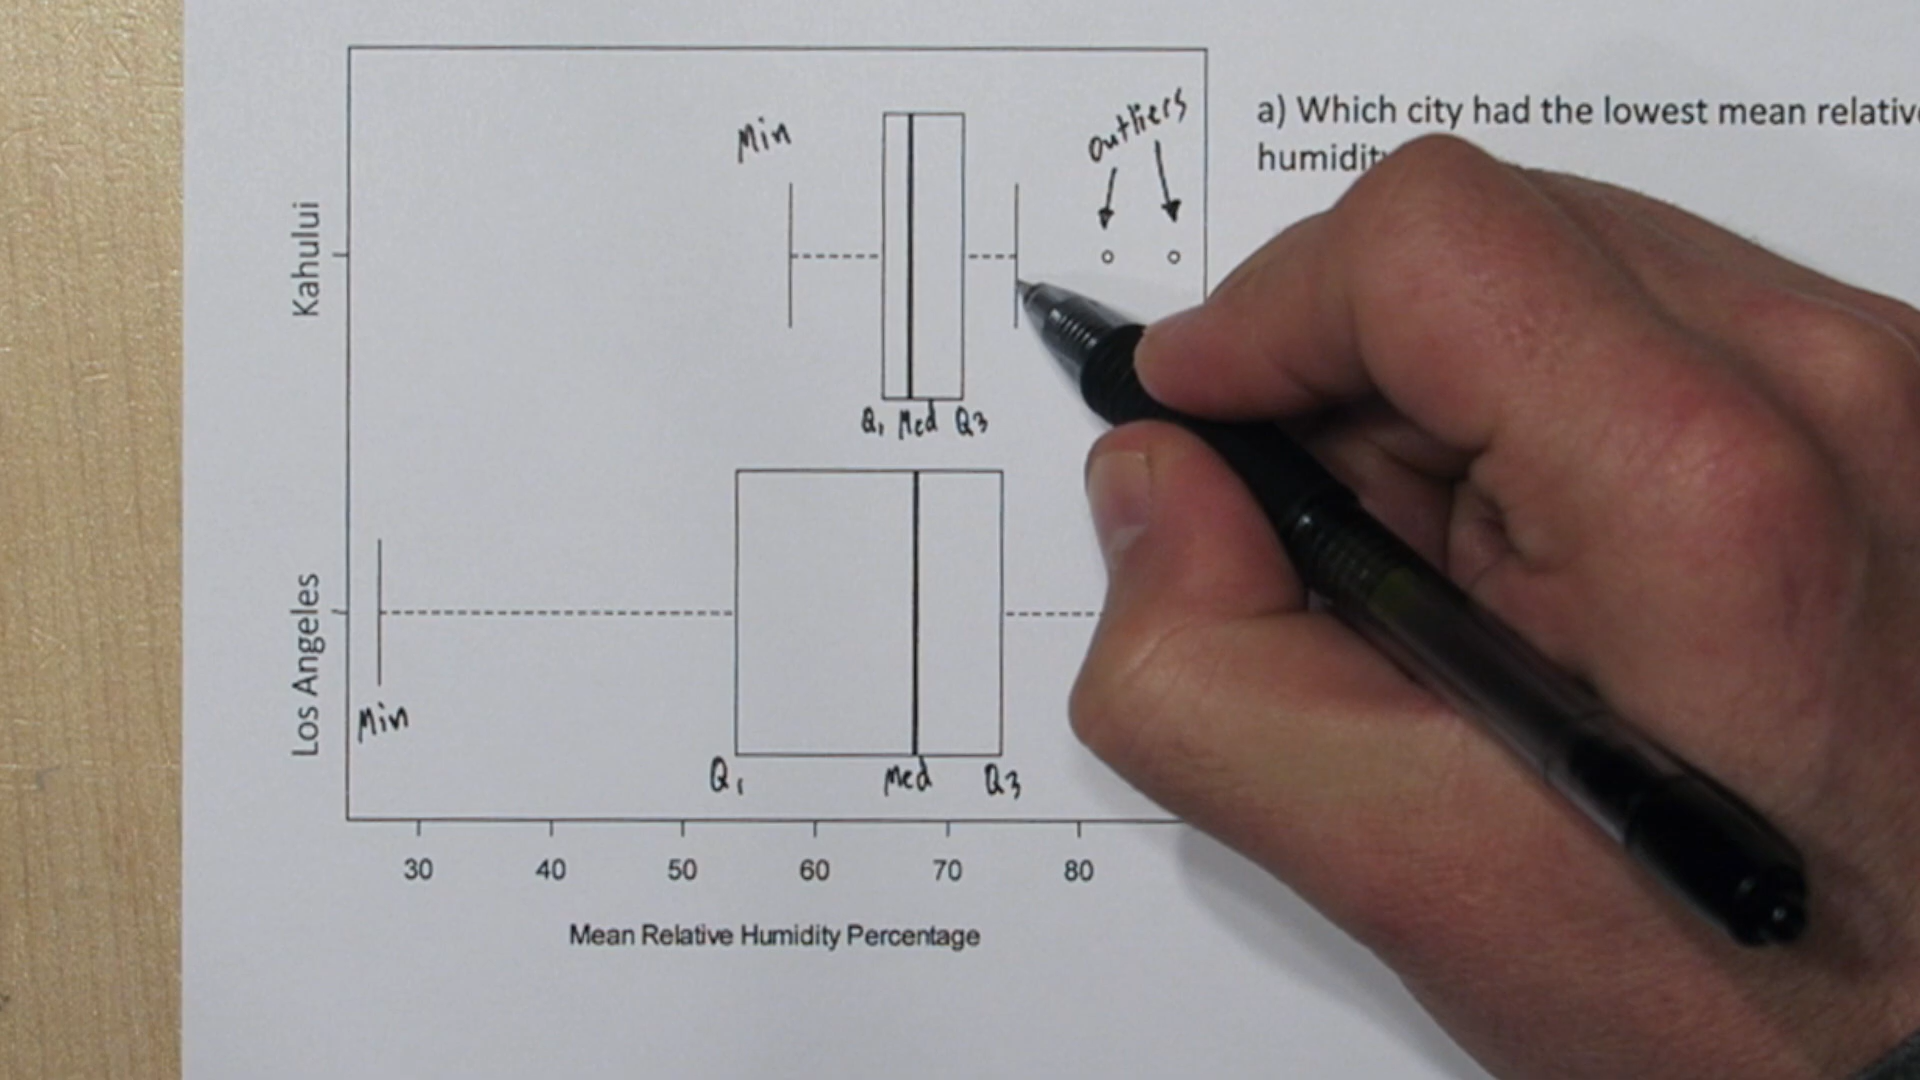 a) Which city had the lowest mean relative
Min
outliers
Kahului
Q1 Med Q3
Los Angeles
Min
Q1 Med Q3
30 40 50 60 70 80
Mean Relative Humidity Percentage